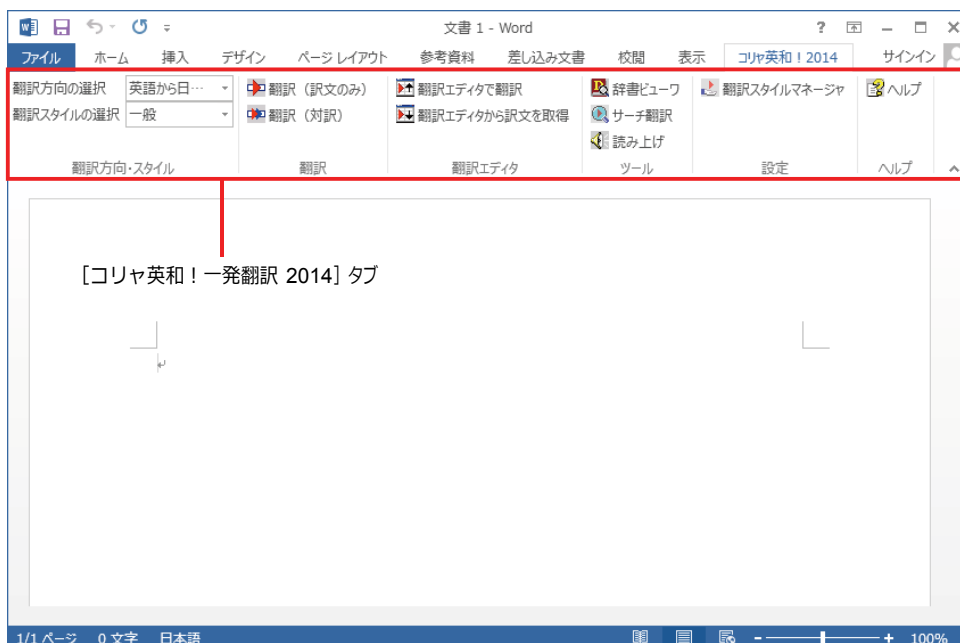 文書 1 - Word
?
ファイル ホーム 挿入 デザイン ページ レイアウト 参考資料 差し込み文書 校閲 表示 コリャ英和！2014 サインイン
翻訳方向の選択 英語から日… 翻訳（訳文のみ） 翻訳エディタで翻訳 辞書ビューワ 翻訳スタイルマネージャ ヘルプ
翻訳スタイルの選択 一般 翻訳（対訳） 翻訳エディタから訳文を取得 サーチ翻訳
読み上げ
翻訳方向・スタイル 翻訳 翻訳エディタ ツール 設定 ヘルプ
［コリャ英和！一発翻訳 2014］タブ
1/1 ページ 0 文字 日本語 - + 100%